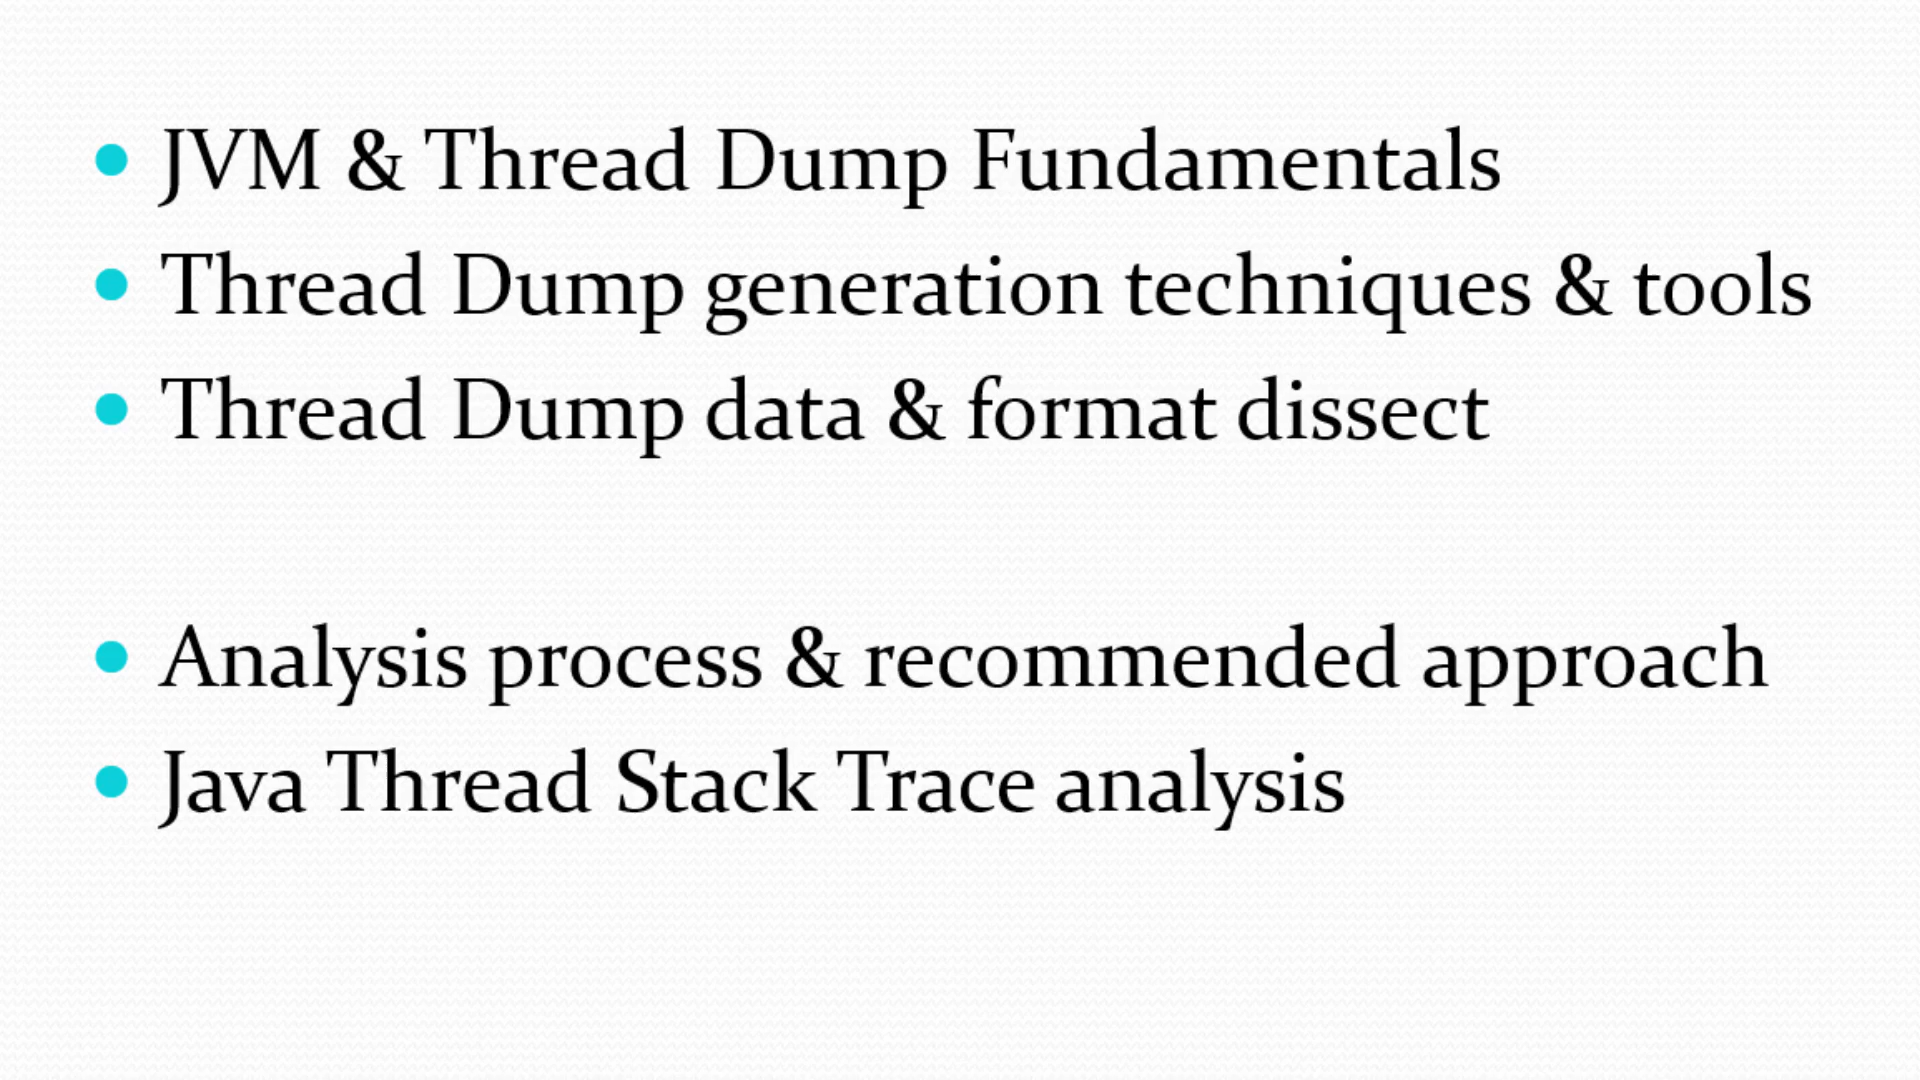 JVM & Thread Dump Fundamentals
Thread Dump generation techniques & tools
Thread Dump data & format dissect
Analysis process & recommended approach
Java Thread Stack Trace analysis